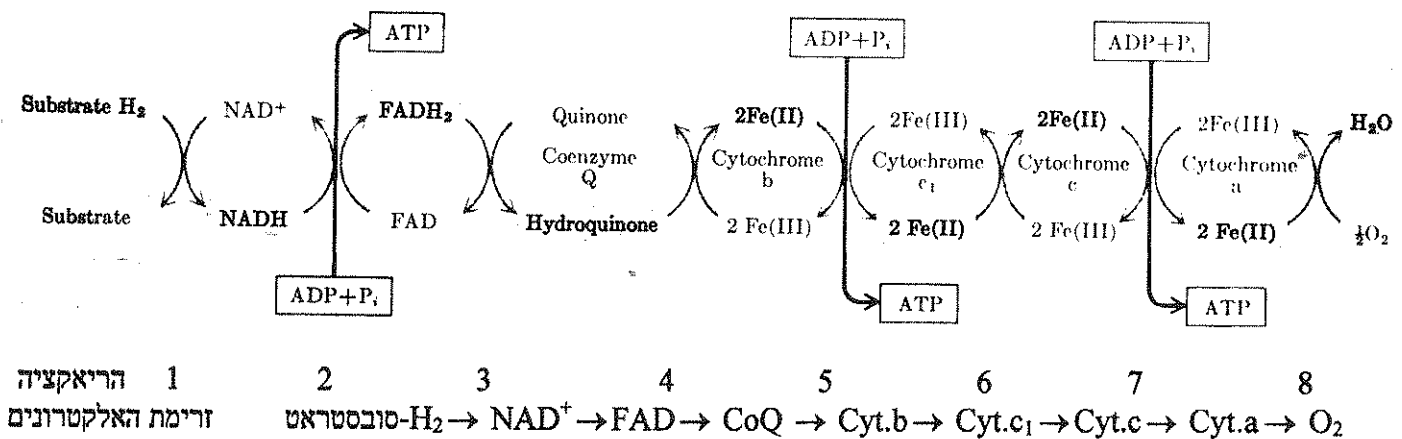 ATP ADP+Pᵢ ADP+Pᵢ
Substrate H₂ NAD⁺ FADH₂ Quinone 2Fe(II) 2Fe(III) 2Fe(II) 2Fe(III) H₂O
Coenzyme Q Cytochrome b Cytochrome c₁ Cytochrome c Cytochrome a
Substrate NADH FAD Hydroquinone 2 Fe(III) 2 Fe(II) 2 Fe(III) 2 Fe(II) ½O₂
ADP+Pᵢ ATP ATP
הריאקציה 1 2 3 4 5 6 7 8
זרימת האלקטרונים סובסטראט-H₂ → NAD⁺ → FAD → CoQ → Cyt.b → Cyt.c₁ → Cyt.c → Cyt.a → O₂